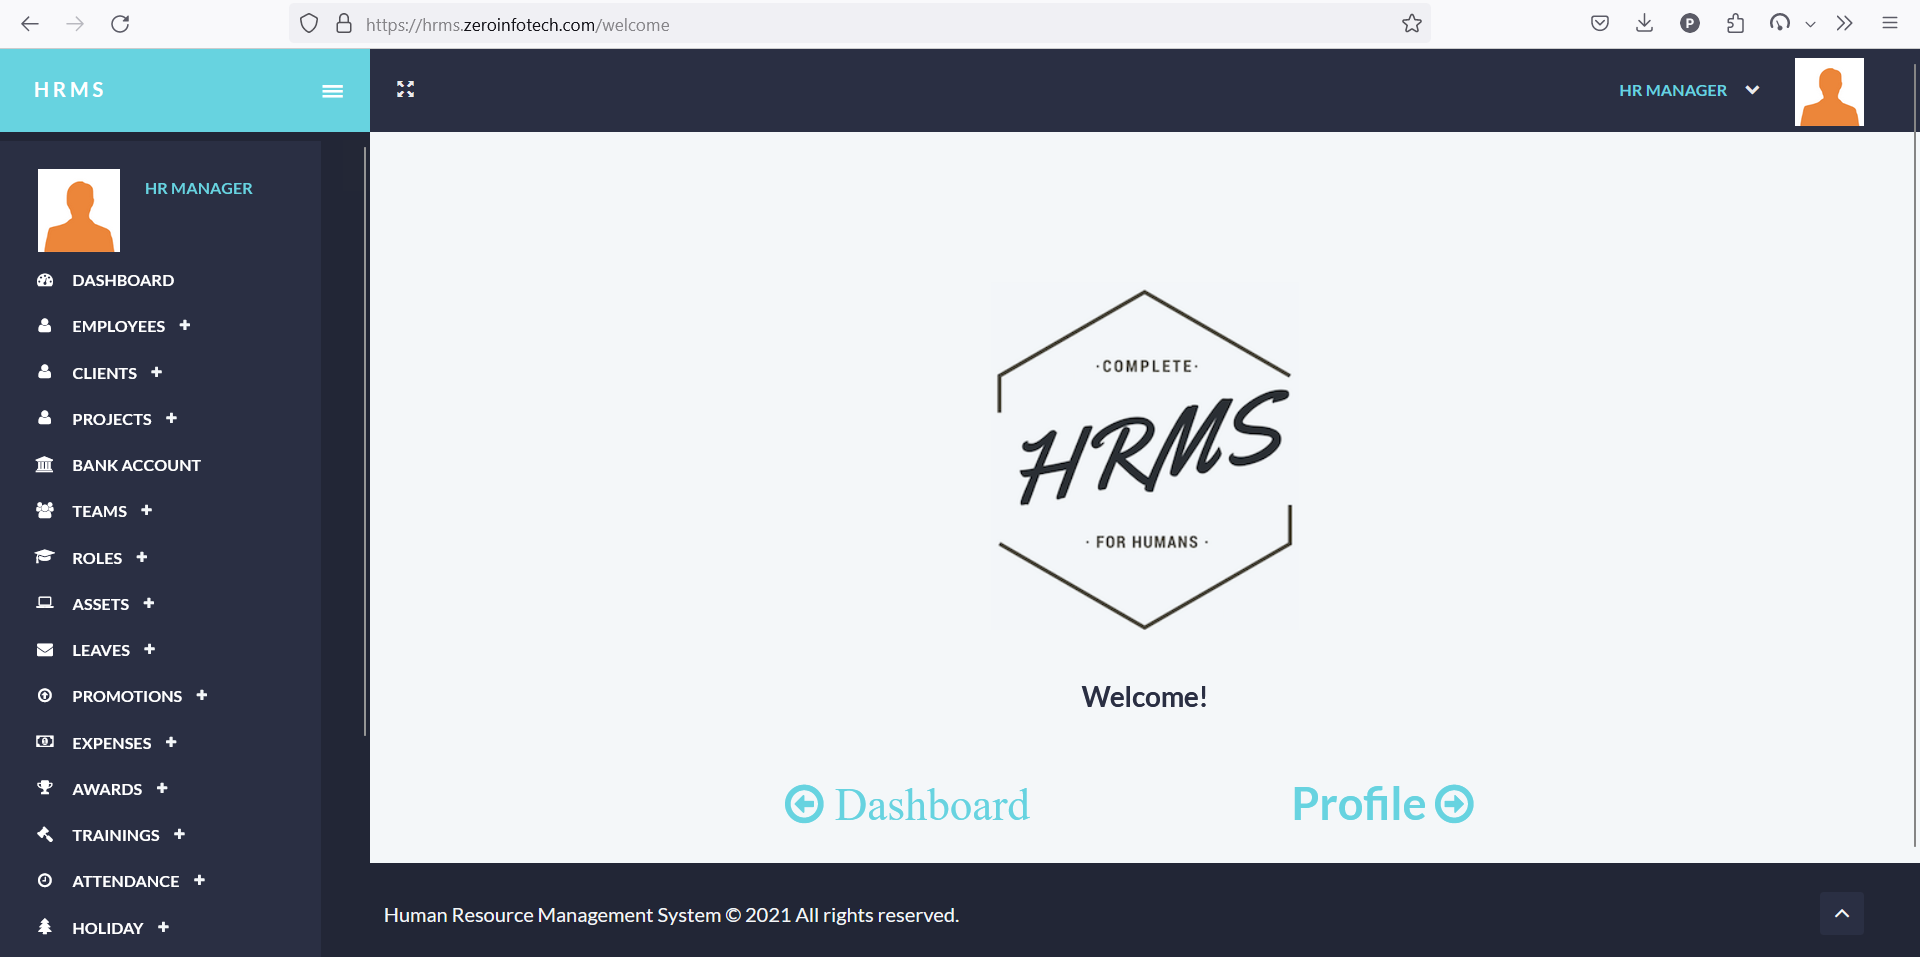 https://hrms.zeroinfotech.com/welcome
P
HRMS
HR MANAGER
HR MANAGER
DASHBOARD
EMPLOYEES
CLIENTS
PROJECTS
BANK ACCOUNT
TEAMS
ROLES
ASSETS
LEAVES
PROMOTIONS
EXPENSES
AWARDS
TRAININGS
ATTENDANCE
HOLIDAY
·COMPLETE·
HRMS
· FOR HUMANS ·
Welcome!
Dashboard
Profile
Human Resource Management System © 2021 All rights reserved.